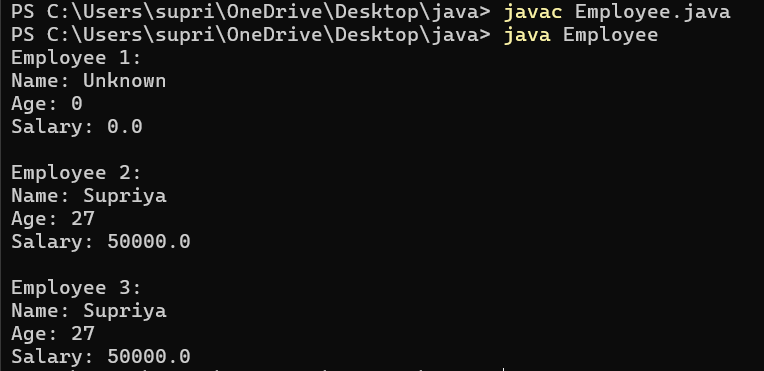 PS C:\Users\supri\OneDrive\Desktop\java> javac Employee.java
PS C:\Users\supri\OneDrive\Desktop\java> java Employee
Employee 1:
Name: Unknown
Age: 0
Salary: 0.0
Employee 2:
Name: Supriya
Age: 27
Salary: 50000.0
Employee 3:
Name: Supriya
Age: 27
Salary: 50000.0